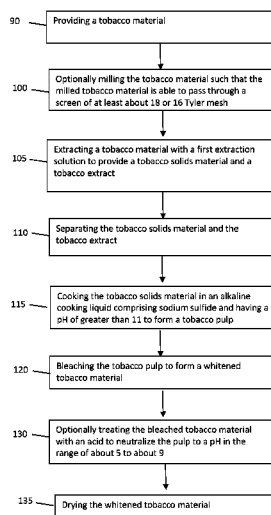 90
Providing a tobacco material
100
Optionally milling the tobacco material such that the
milled tobacco material is able to pass through a
screen of at least about 18 or 16 Tyler mesh
105
Extracting a tobacco material with a first extraction
solution to provide a tobacco solids material and a
tobacco extract
110
Separating the tobacco solids material and the
tobacco extract
115
Cooking the tobacco solids material in an alkaline
cooking liquid comprising sodium sulfide and having a
pH of greater than 11 to form a tobacco pulp
120
Bleaching the tobacco pulp to form a whitened
tobacco material
130
Optionally treating the bleached tobacco material
with an acid to neutralize the pulp to a pH in the
range of about 5 to about 9
135
Drying the whitened tobacco material